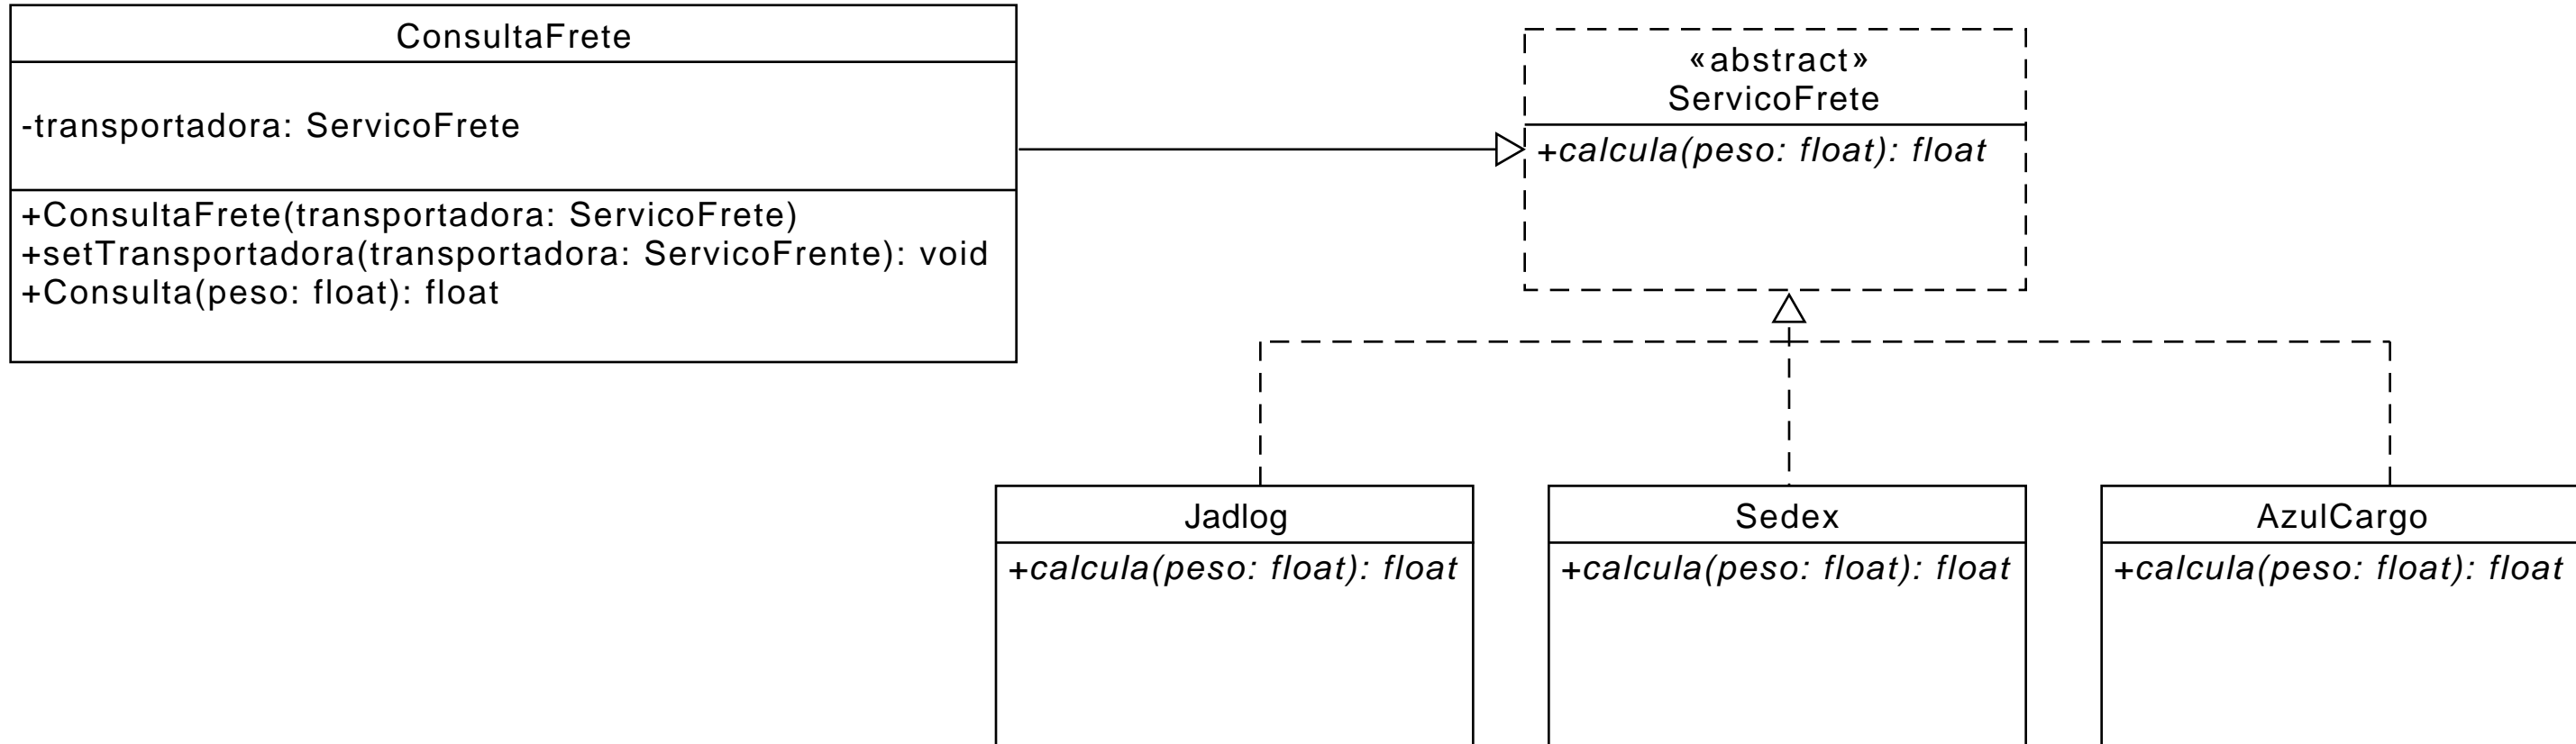 ConsultaFrete
-transportadora: ServicoFrete
+ConsultaFrete(transportadora: ServicoFrete)
+setTransportadora(transportadora: ServicoFrente): void
+Consulta(peso: float): float
«abstract»
ServicoFrete
+calcula(peso: float): float
Jadlog
+calcula(peso: float): float
Sedex
+calcula(peso: float): float
AzulCargo
+calcula(peso: float): float